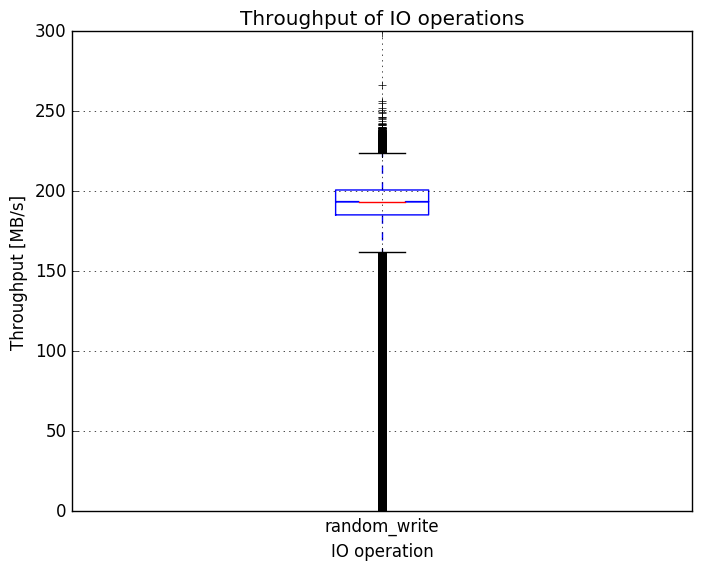 Throughput of IO operations
300
250
200
150
100
50
0
Throughput [MB/s]
random_write
IO operation